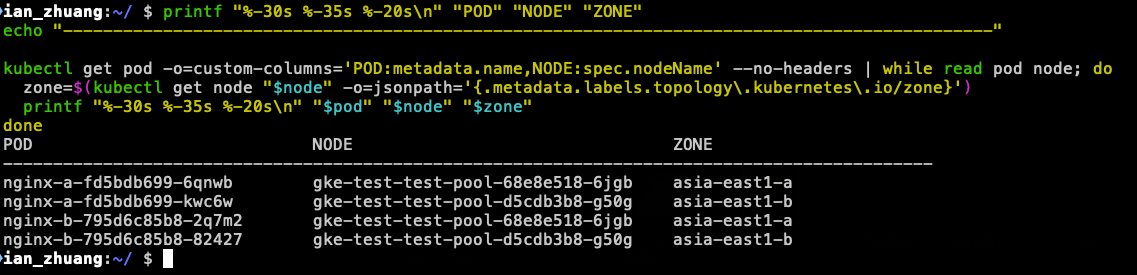 ian_zhuang:~/ $ printf "%-30s %-35s %-20s\n" "POD" "NODE" "ZONE"
echo "---------------------------------------------------------------------------------------------"
kubectl get pod -o=custom-columns='POD:metadata.name,NODE:spec.nodeName' --no-headers | while read pod node; do
  zone=$(kubectl get node "$node" -o=jsonpath='{.metadata.labels.topology\.kubernetes\.io/zone}')
  printf "%-30s %-35s %-20s\n" "$pod" "$node" "$zone"
done
POD                            NODE                                ZONE
---------------------------------------------------------------------------------------------
nginx-a-fd5bdb699-6qnwb        gke-test-test-pool-68e8e518-6jgb    asia-east1-a
nginx-a-fd5bdb699-kwc6w        gke-test-test-pool-d5cdb3b8-g50g    asia-east1-b
nginx-b-795d6c85b8-2q7m2       gke-test-test-pool-68e8e518-6jgb    asia-east1-a
nginx-b-795d6c85b8-82427       gke-test-test-pool-d5cdb3b8-g50g    asia-east1-b
ian_zhuang:~/ $